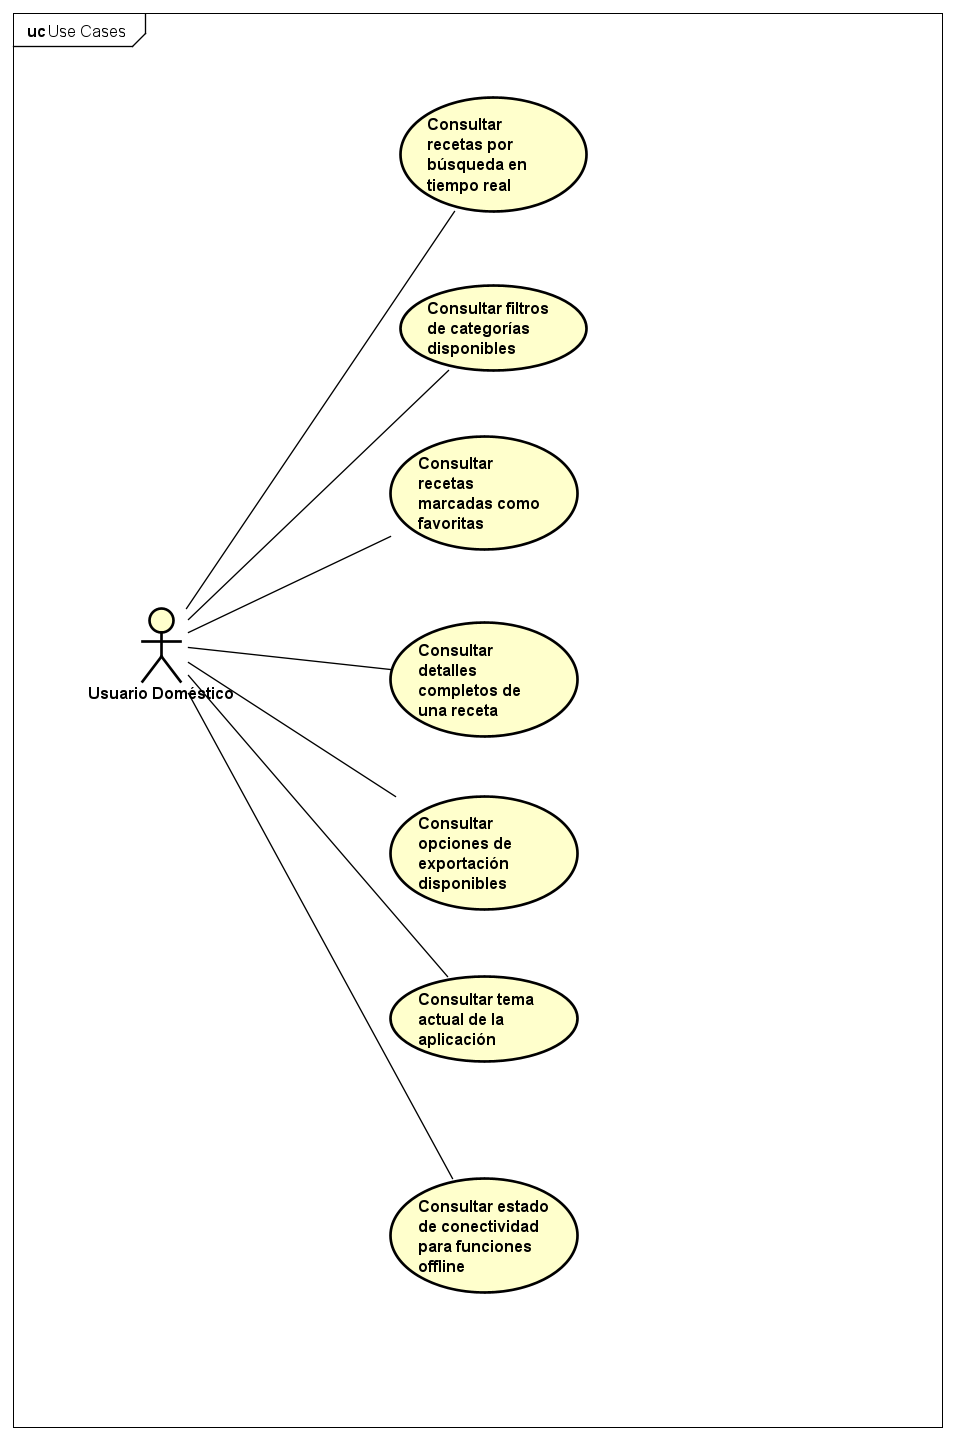 uc Use Cases
Consultar
recetas por
búsqueda en
tiempo real
Consultar filtros
de categorías
disponibles
Consultar
recetas
marcadas como
favoritas
Usuario Doméstico
Consultar
detalles
completos de
una receta
Consultar
opciones de
exportación
disponibles
Consultar tema
actual de la
aplicación
Consultar estado
de conectividad
para funciones
offline